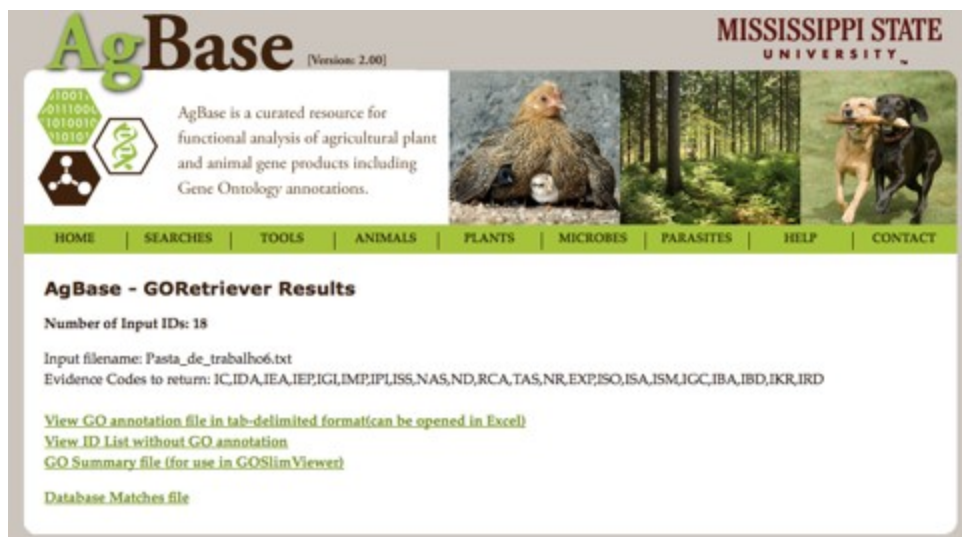 AgBase [Version: 2.00]
MISSISSIPPI STATE
UNIVERSITY™
1001
011100
1010010
10101
AgBase is a curated resource for
functional analysis of agricultural plant
and animal gene products including
Gene Ontology annotations.
HOME | SEARCHES | TOOLS | ANIMALS | PLANTS | MICROBES | PARASITES | HELP | CONTACT
AgBase - GORetriever Results
Number of Input IDs: 18
Input filename: Pasta_de_trabalho6.txt
Evidence Codes to return: IC,IDA,IEA,IEP,IGI,IMP,IPI,ISS,NAS,ND,RCA,TAS,NR,EXP,ISO,ISA,ISM,IGC,IBA,IBD,IKR,IRD
View GO annotation file in tab-delimited format(can be opened in Excel)
View ID List without GO annotation
GO Summary file (for use in GOSlimViewer)
Database Matches file